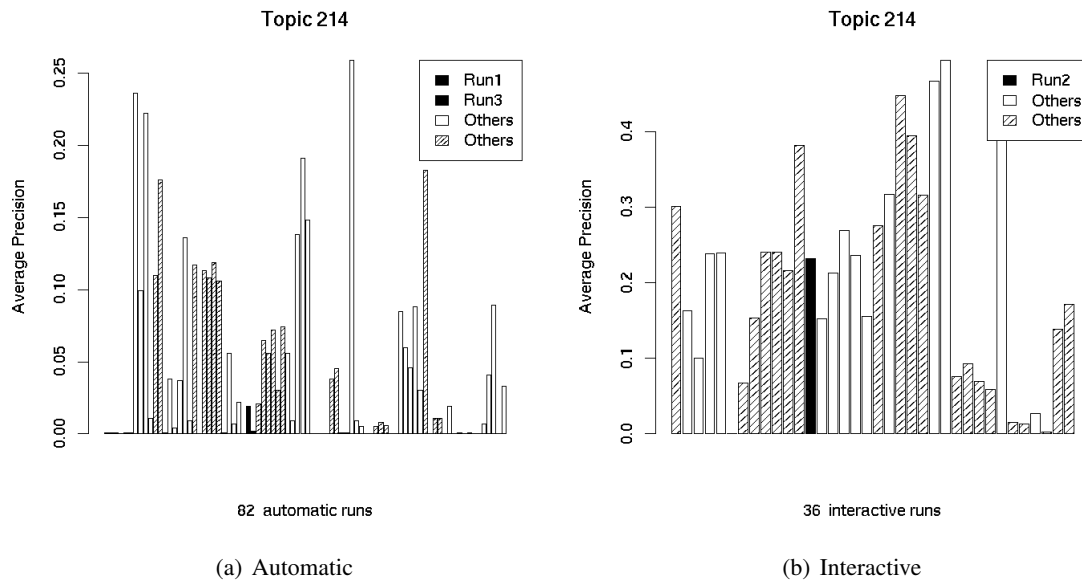 Topic 214
Average Precision
0.00
0.05
0.10
0.15
0.20
0.25
Run1
Run3
Others
Others
82 automatic runs
(a) Automatic
Topic 214
Average Precision
0.0
0.1
0.2
0.3
0.4
Run2
Others
Others
36 interactive runs
(b) Interactive